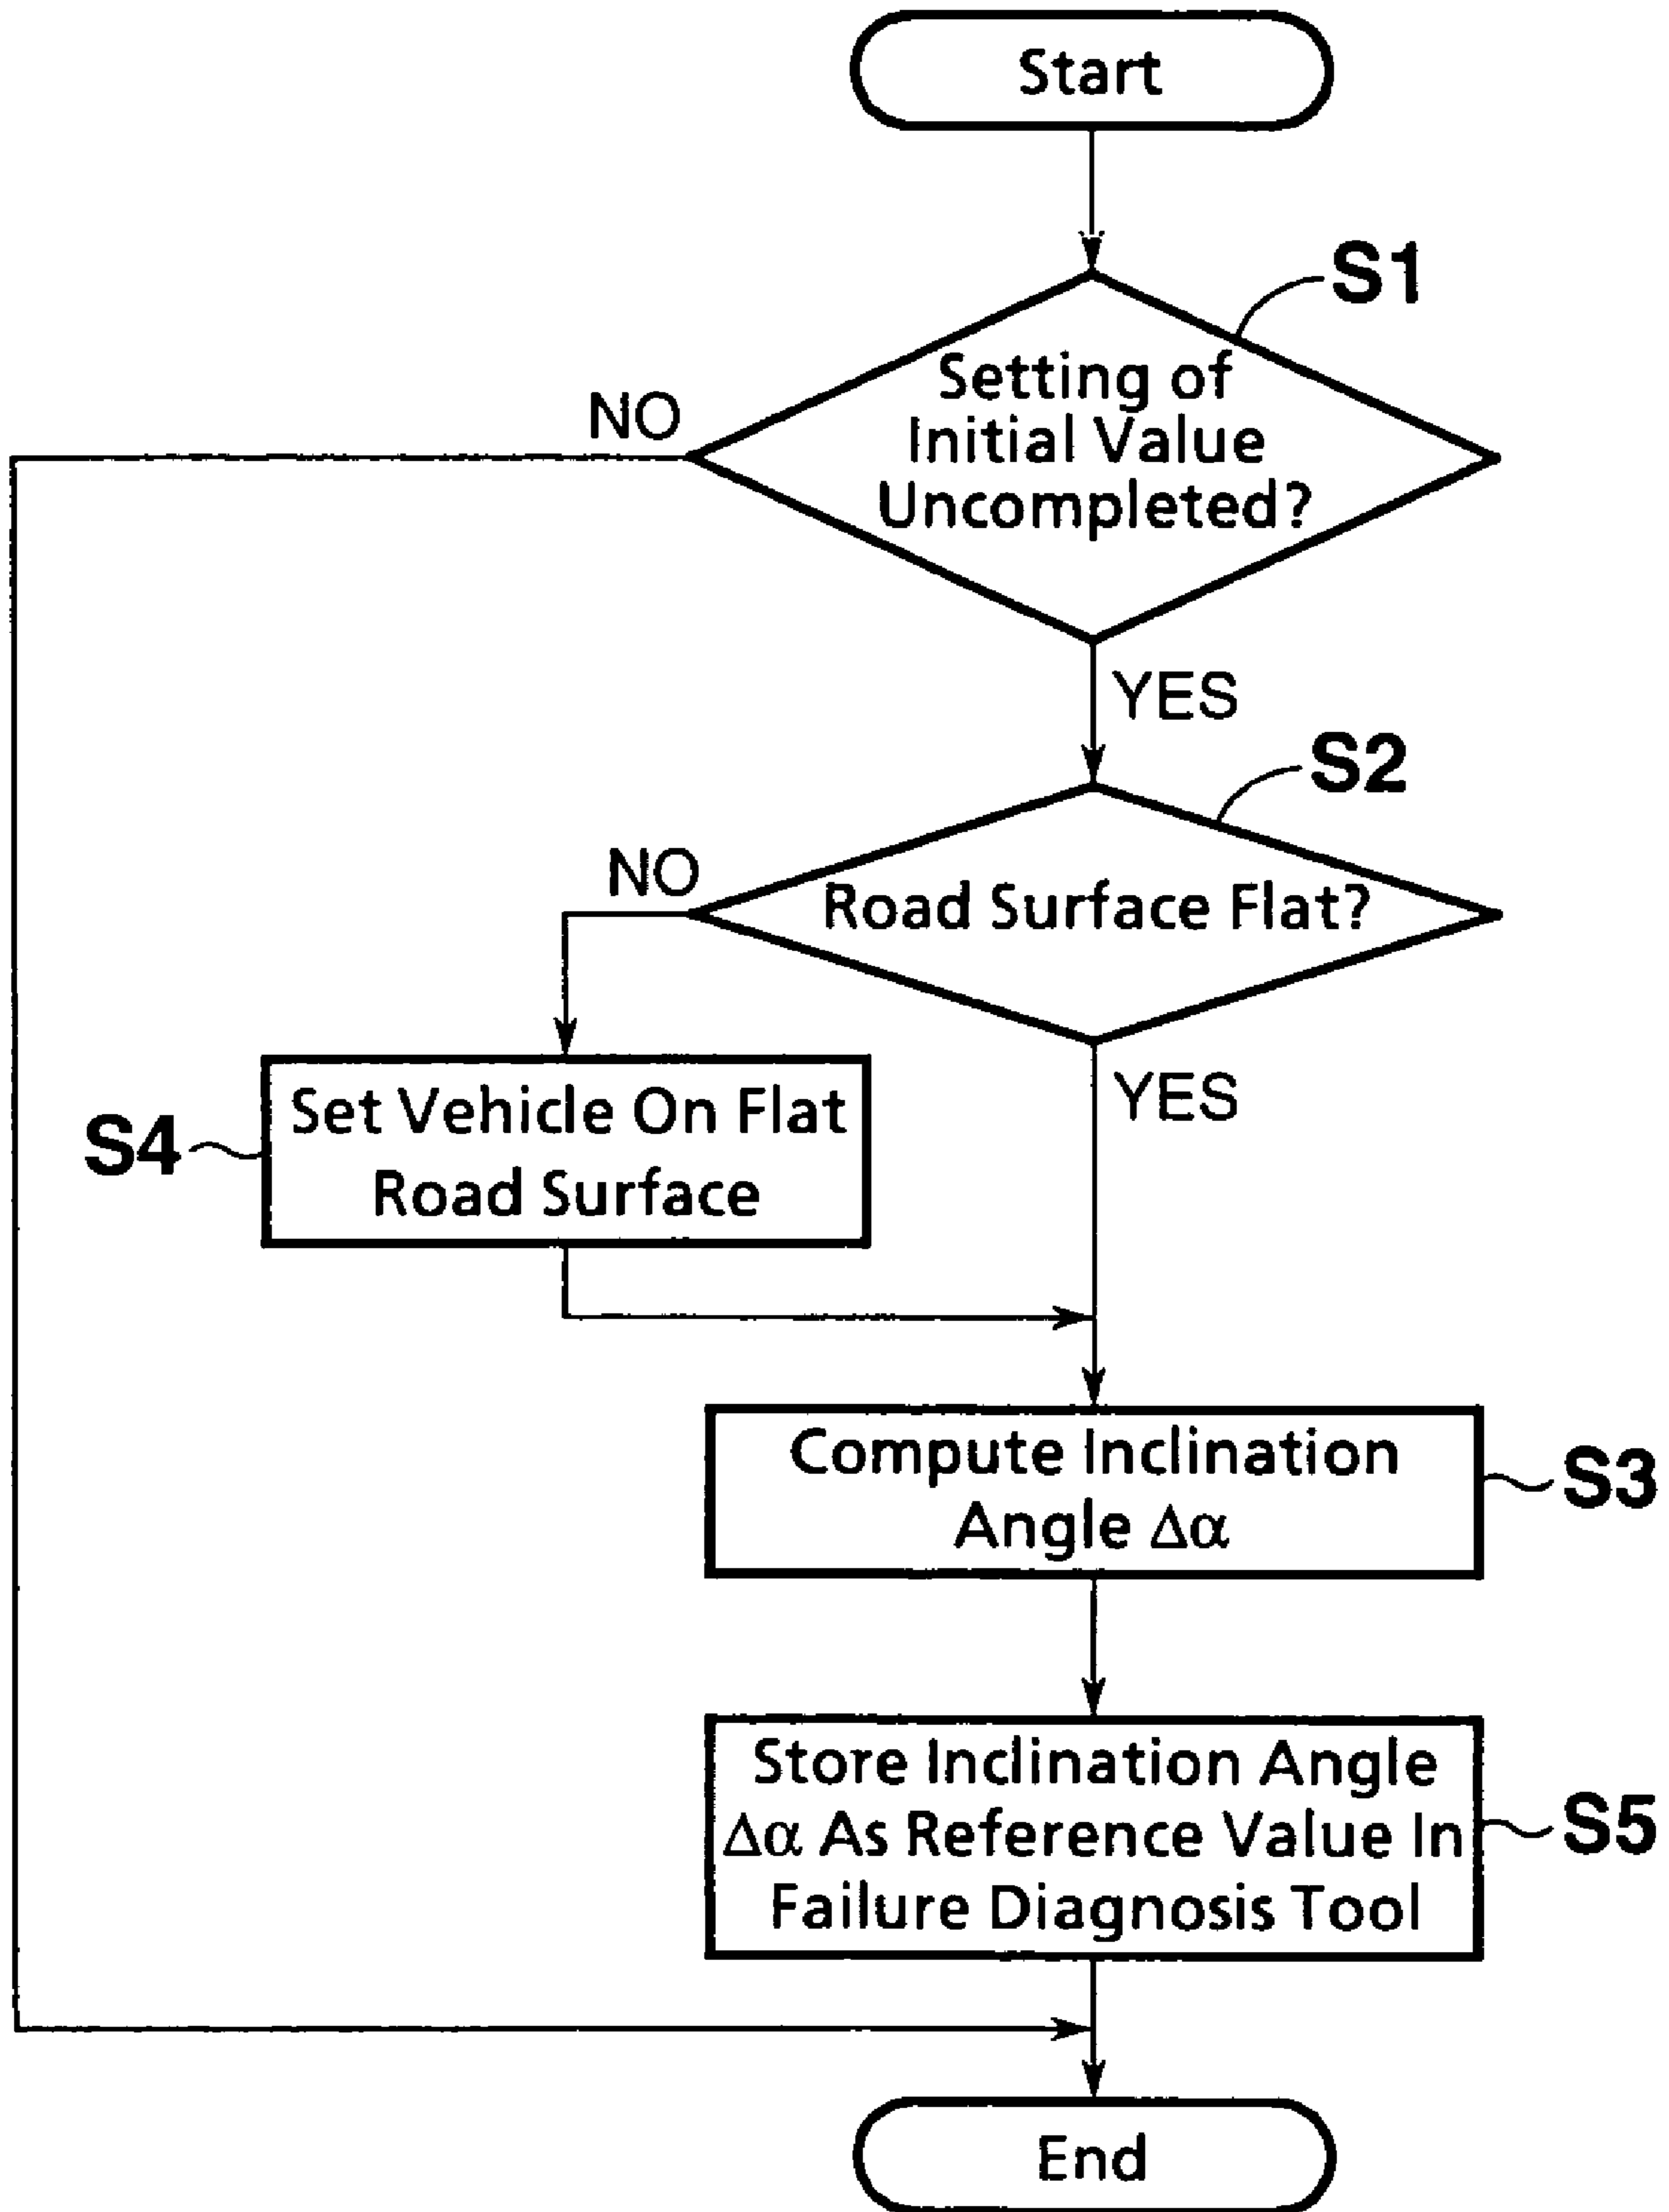 Start
S1
Setting of
Initial Value
Uncompleted?
NO
YES
S2
Road Surface Flat?
NO
YES
S4
Set Vehicle On Flat
Road Surface
Compute Inclination
Angle Δα
S3
Store Inclination Angle
Δα As Reference Value In
Failure Diagnosis Tool
S5
End